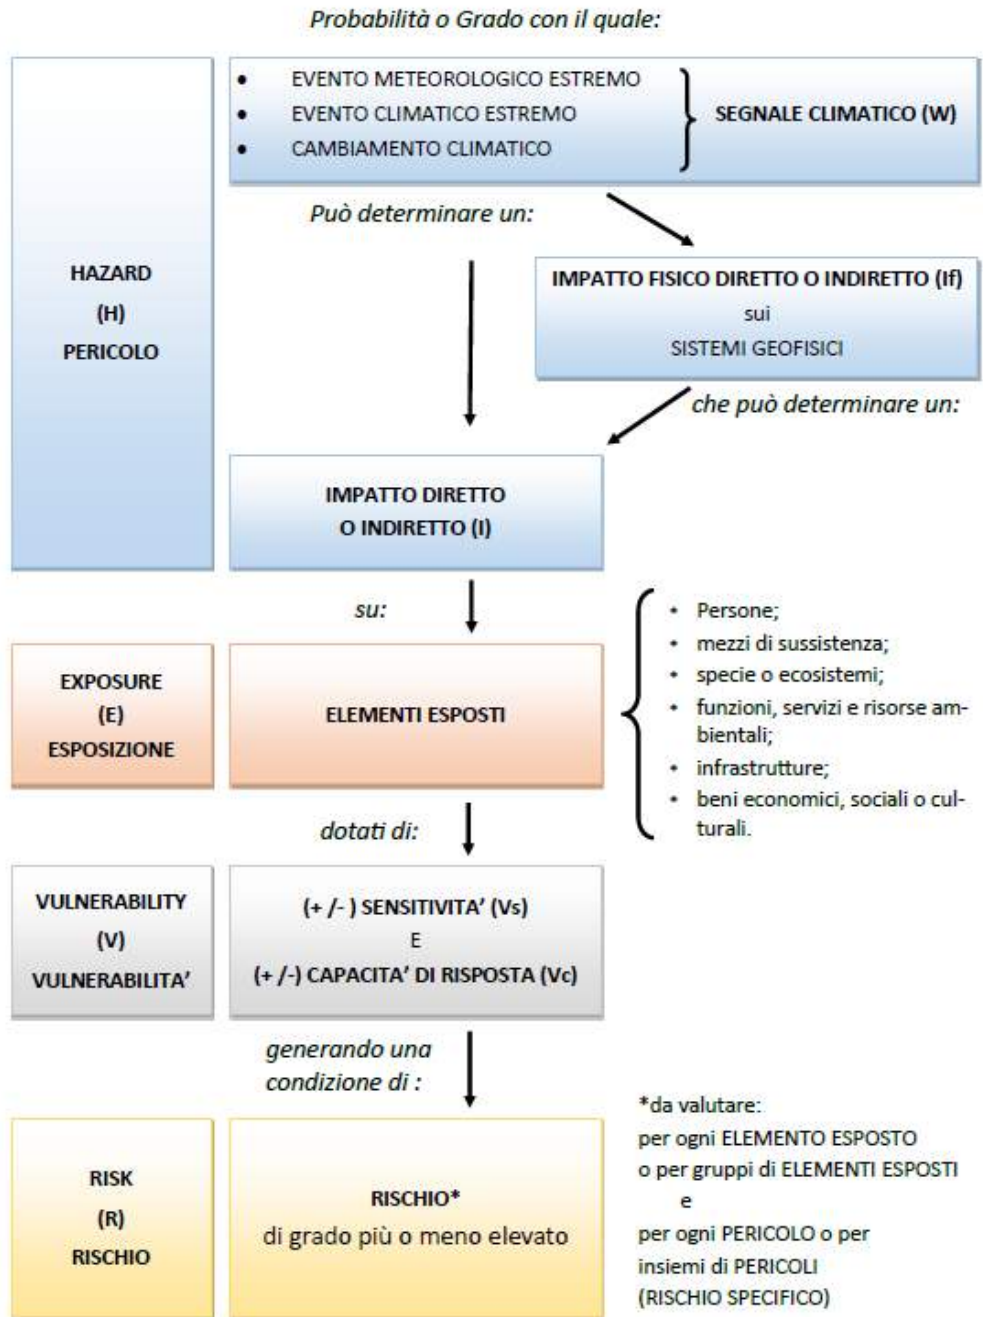 Probabilità o Grado con il quale:
• EVENTO METEOROLOGICO ESTREMO
• EVENTO CLIMATICO ESTREMO
• CAMBIAMENTO CLIMATICO
SEGNALE CLIMATICO (W)
Può determinare un:
HAZARD
(H)
PERICOLO
IMPATTO FISICO DIRETTO O INDIRETTO (If)
sui
SISTEMI GEOFISICI
che può determinare un:
IMPATTO DIRETTO
O INDIRETTO (I)
su:
EXPOSURE
(E)
ESPOSIZIONE
ELEMENTI ESPOSTI
• Persone;
• mezzi di sussistenza;
• specie o ecosistemi;
• funzioni, servizi e risorse am-
bientali;
• infrastrutture;
• beni economici, sociali o cul-
turali.
dotati di:
VULNERABILITY
(V)
VULNERABILITA’
(+ /- ) SENSITIVITA’ (Vs)
E
(+ /-) CAPACITA’ DI RISPOSTA (Vc)
generando una
condizione di :
RISK
(R)
RISCHIO
RISCHIO*
di grado più o meno elevato
*da valutare:
per ogni ELEMENTO ESPOSTO
o per gruppi di ELEMENTI ESPOSTI
e
per ogni PERICOLO o per
insiemi di PERICOLI
(RISCHIO SPECIFICO)